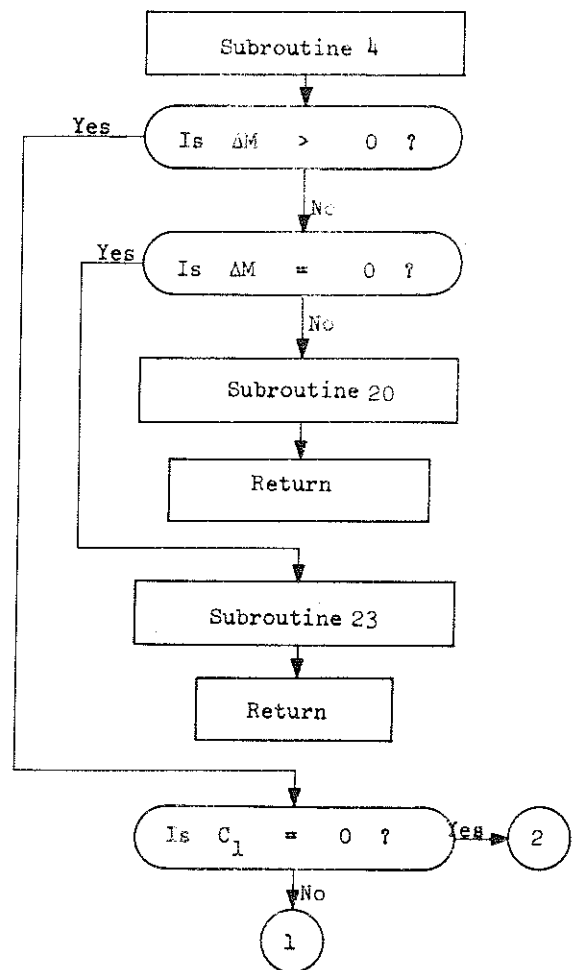 Subroutine 4
Yes
Is ΔM > 0 ?
No
Yes
Is ΔM = 0 ?
No
Subroutine 20
Return
Subroutine 23
Return
Is C1 = 0 ?
Yes
2
No
1